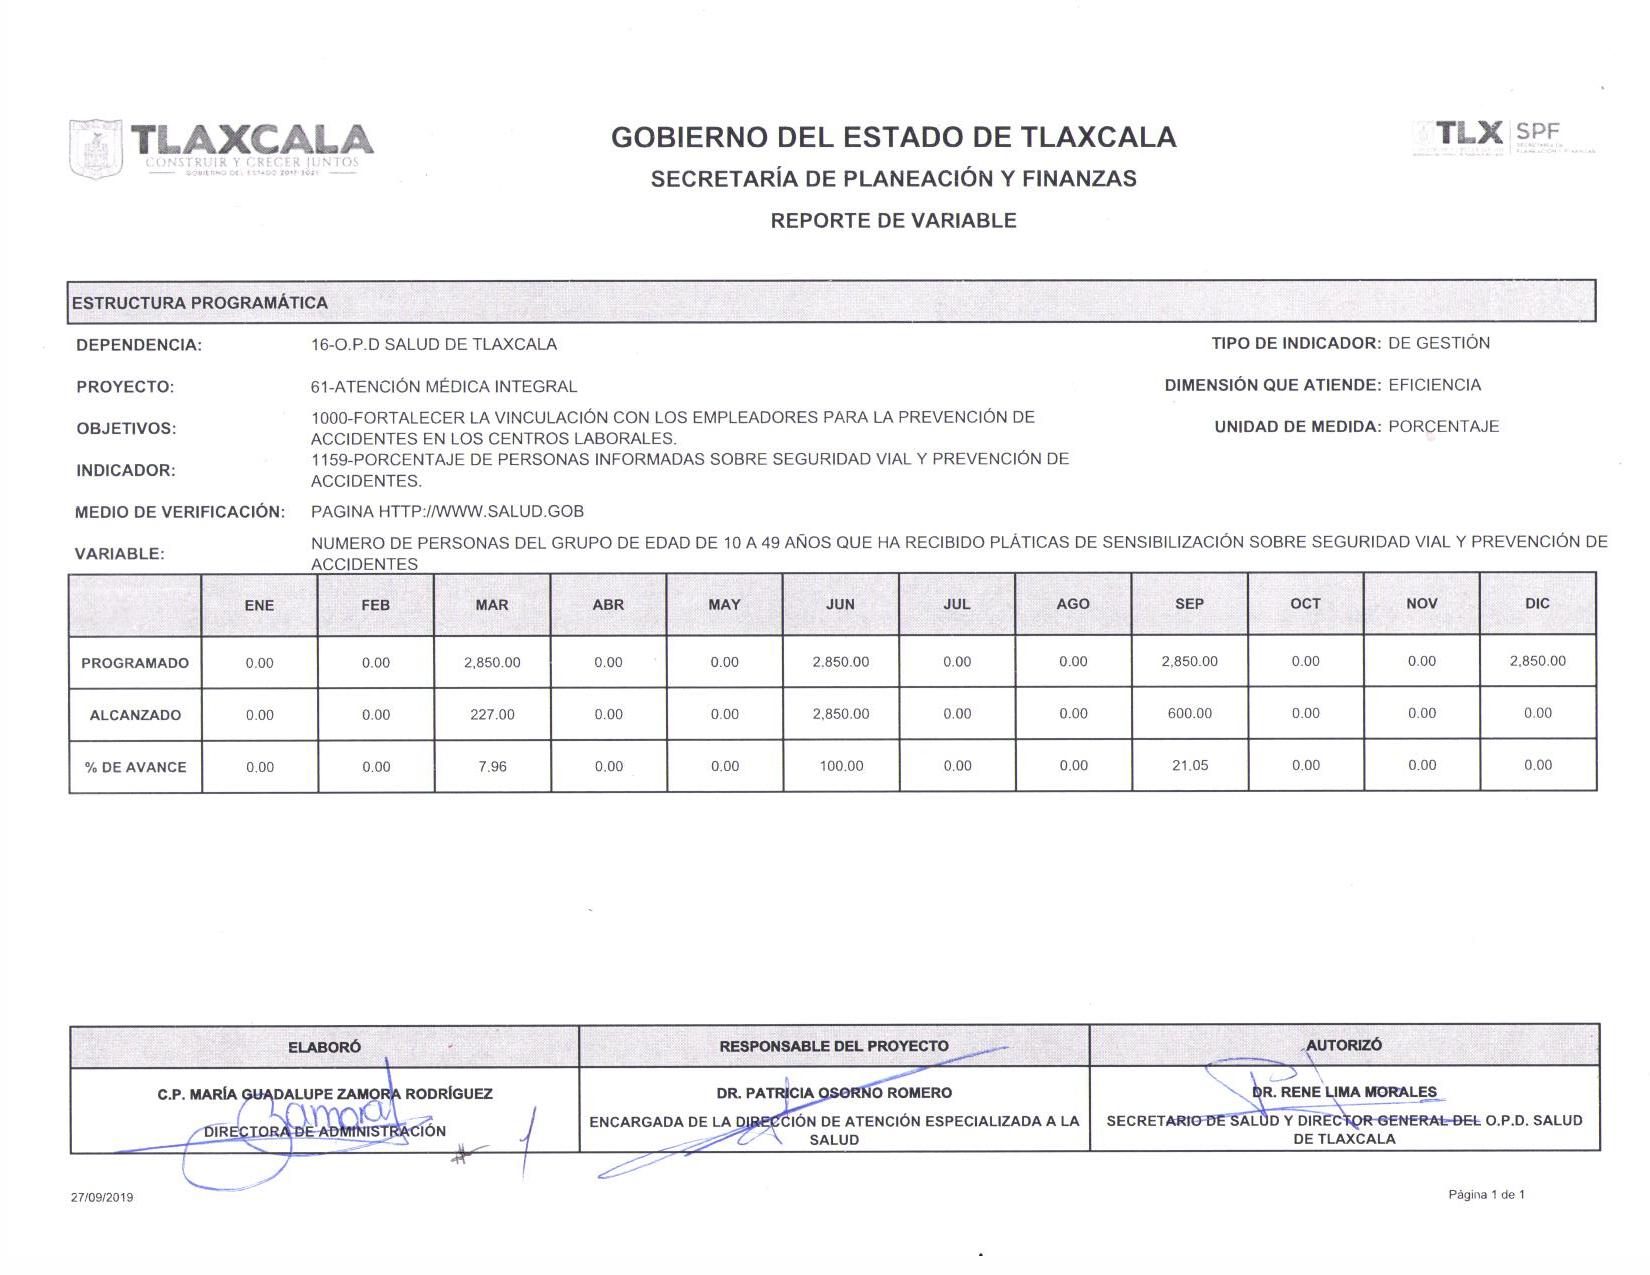 TLAXCALA
CONSTRUIR Y CRECER JUNTOS
GOBIERNO DEL ESTADO 2017-2021
GOBIERNO DEL ESTADO DE TLAXCALA
SECRETARÍA DE PLANEACIÓN Y FINANZAS
REPORTE DE VARIABLE
TLX SPF
ESTRUCTURA PROGRAMÁTICA
DEPENDENCIA: 16-O.P.D SALUD DE TLAXCALA
TIPO DE INDICADOR: DE GESTIÓN
PROYECTO: 61-ATENCIÓN MÉDICA INTEGRAL
DIMENSIÓN QUE ATIENDE: EFICIENCIA
OBJETIVOS: 1000-FORTALECER LA VINCULACIÓN CON LOS EMPLEADORES PARA LA PREVENCIÓN DE
ACCIDENTES EN LOS CENTROS LABORALES.
UNIDAD DE MEDIDA: PORCENTAJE
INDICADOR: 1159-PORCENTAJE DE PERSONAS INFORMADAS SOBRE SEGURIDAD VIAL Y PREVENCIÓN DE
ACCIDENTES.
MEDIO DE VERIFICACIÓN: PAGINA HTTP://WWW.SALUD.GOB
VARIABLE: NUMERO DE PERSONAS DEL GRUPO DE EDAD DE 10 A 49 AÑOS QUE HA RECIBIDO PLÁTICAS DE SENSIBILIZACIÓN SOBRE SEGURIDAD VIAL Y PREVENCIÓN DE
ACCIDENTES
ENE FEB MAR ABR MAY JUN JUL AGO SEP OCT NOV DIC
PROGRAMADO 0.00 0.00 2,850.00 0.00 0.00 2,850.00 0.00 0.00 2,850.00 0.00 0.00 2,850.00
ALCANZADO 0.00 0.00 227.00 0.00 0.00 2,850.00 0.00 0.00 600.00 0.00 0.00 0.00
% DE AVANCE 0.00 0.00 7.96 0.00 0.00 100.00 0.00 0.00 21.05 0.00 0.00 0.00
ELABORÓ
C.P. MARÍA GUADALUPE ZAMORA RODRÍGUEZ
DIRECTORA DE ADMINISTRACIÓN
RESPONSABLE DEL PROYECTO
DR. PATRICIA OSORNO ROMERO
ENCARGADA DE LA DIRECCIÓN DE ATENCIÓN ESPECIALIZADA A LA
SALUD
AUTORIZÓ
DR. RENE LIMA MORALES
SECRETARIO DE SALUD Y DIRECTOR GENERAL DEL O.P.D. SALUD
DE TLAXCALA
27/09/2019
Página 1 de 1